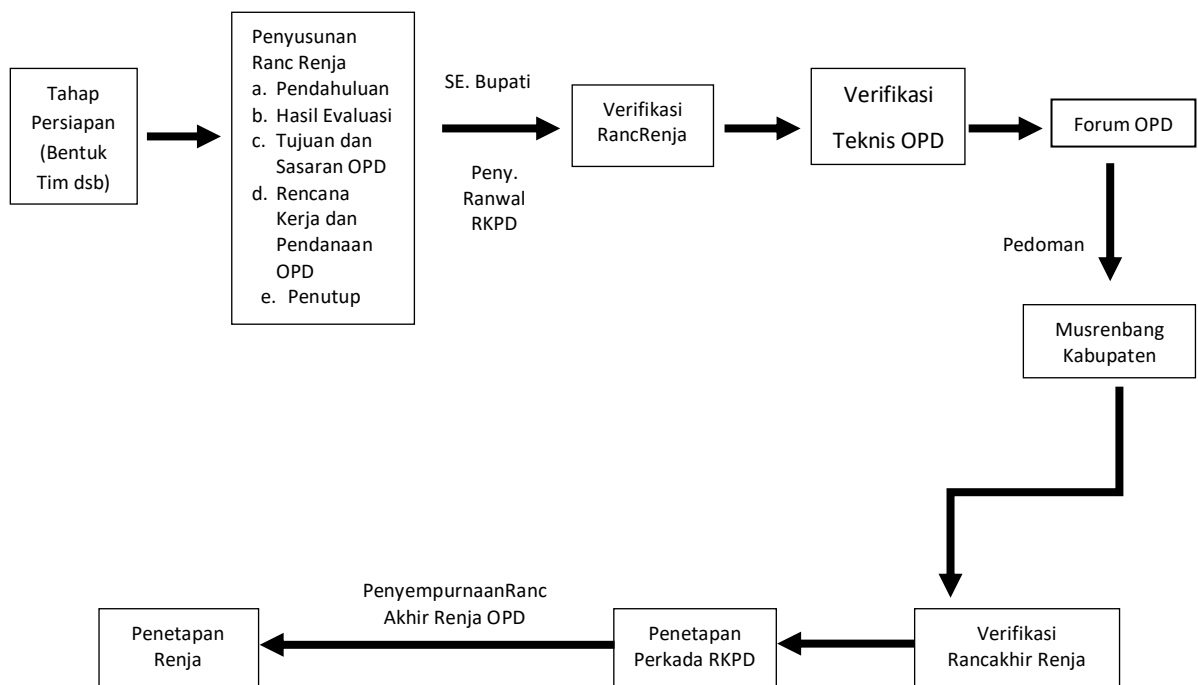 Tahap
Persiapan
(Bentuk
Tim dsb)
Penyusunan
Ranc Renja
a. Pendahuluan
b. Hasil Evaluasi
c. Tujuan dan
Sasaran OPD
d. Rencana
Kerja dan
Pendanaan
OPD
e. Penutup
SE. Bupati
Peny.
Ranwal
RKPD
Verifikasi
RancRenja
Verifikasi
Teknis OPD
Forum OPD
Pedoman
Musrenbang
Kabupaten
Verifikasi
Rancakhir Renja
Penetapan
Perkada RKPD
PenyempurnaanRanc
Akhir Renja OPD
Penetapan
Renja